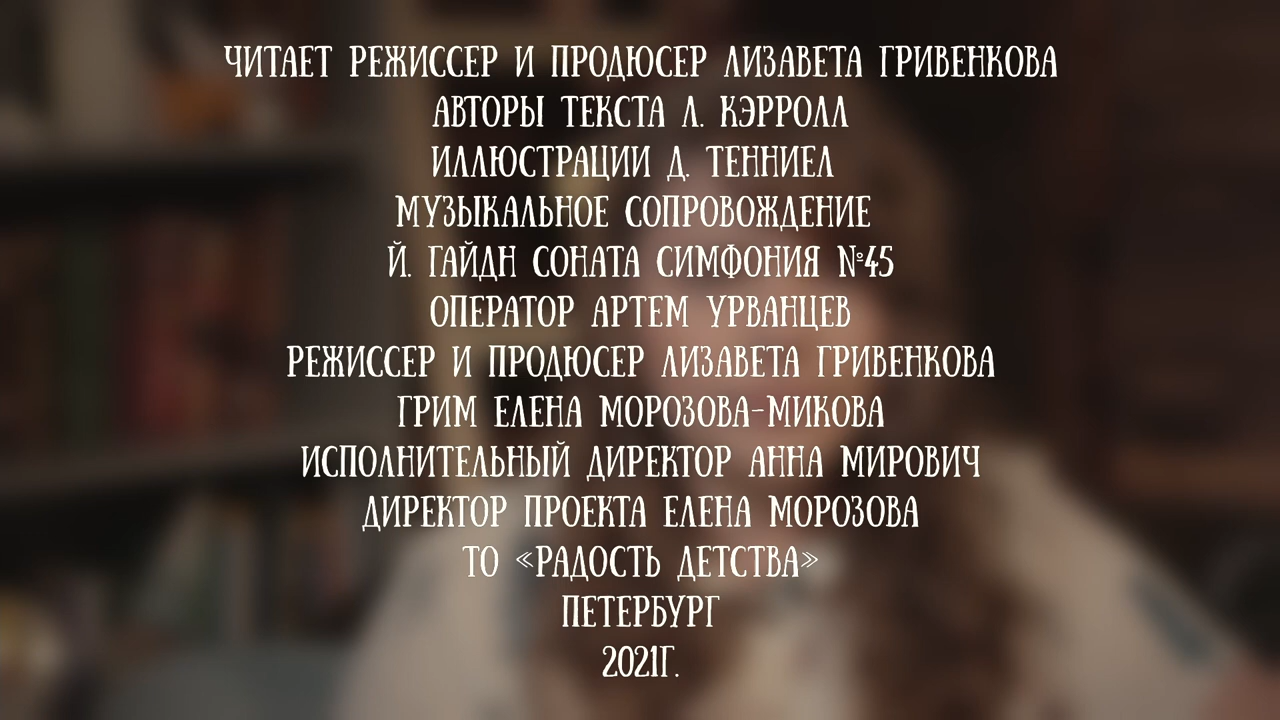 ЧИТАЕТ РЕЖИССЕР И ПРОДЮСЕР ЛИЗАВЕТА ГРИВЕНКОВА
АВТОРЫ ТЕКСТА Л. КЭРРОЛЛ
ИЛЛЮСТРАЦИИ Д. ТЕННИЕЛ
МУЗЫКАЛЬНОЕ СОПРОВОЖДЕНИЕ
Й. ГАЙДН СОНАТА СИМФОНИЯ №45
ОПЕРАТОР АРТЕМ УРВАНЦЕВ
РЕЖИССЕР И ПРОДЮСЕР ЛИЗАВЕТА ГРИВЕНКОВА
ГРИМ ЕЛЕНА МОРОЗОВА-МИКОВА
ИСПОЛНИТЕЛЬНЫЙ ДИРЕКТОР АННА МИРОВИЧ
ДИРЕКТОР ПРОЕКТА ЕЛЕНА МОРОЗОВА
ТО «РАДОСТЬ ДЕТСТВА»
ПЕТЕРБУРГ
2021Г.